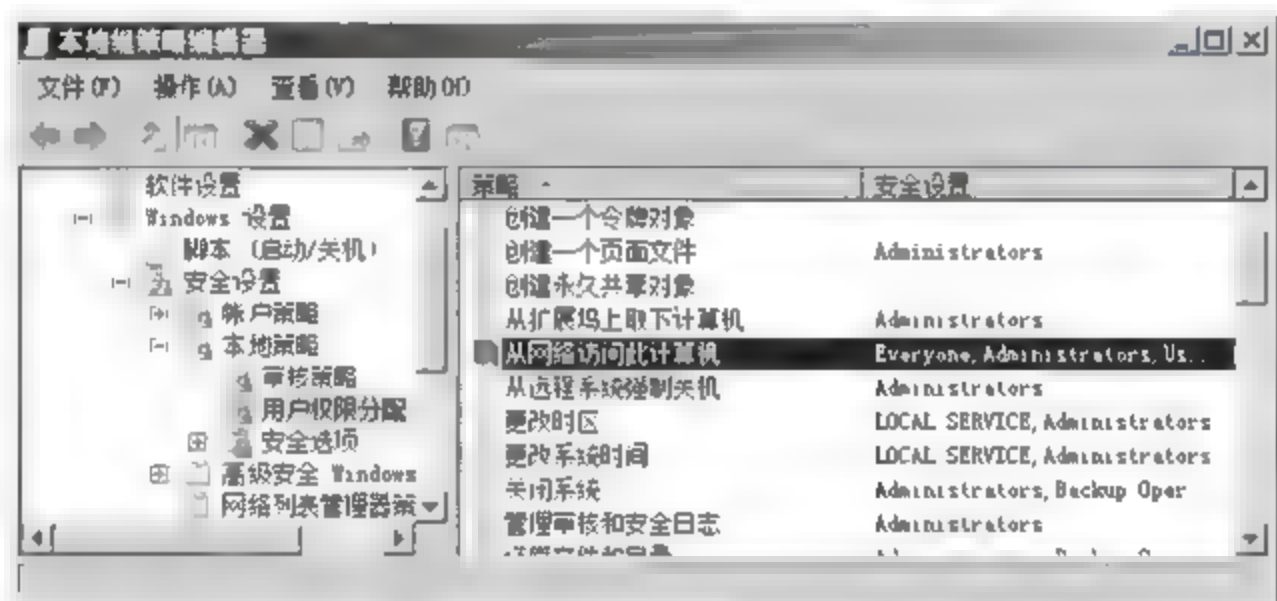 本地组策略编辑器
文件(F) 操作(A) 查看(V) 帮助(H)
软件设置
Windows 设置
脚本 (启动/关机)
安全设置
帐户策略
本地策略
审核策略
用户权限分配
安全选项
高级安全 Windows
网络列表管理器策
策略 安全设置
创建一个令牌对象
创建一个页面文件 Administrators
创建永久共享对象
从扩展坞上取下计算机 Administrators
从网络访问此计算机 Everyone, Administrators, Us..
从远程系统强制关机 Administrators
更改时区 LOCAL SERVICE, Administrators
更改系统时间 LOCAL SERVICE, Administrators
关闭系统 Administrators, Backup Oper
管理审核和安全日志 Administrators